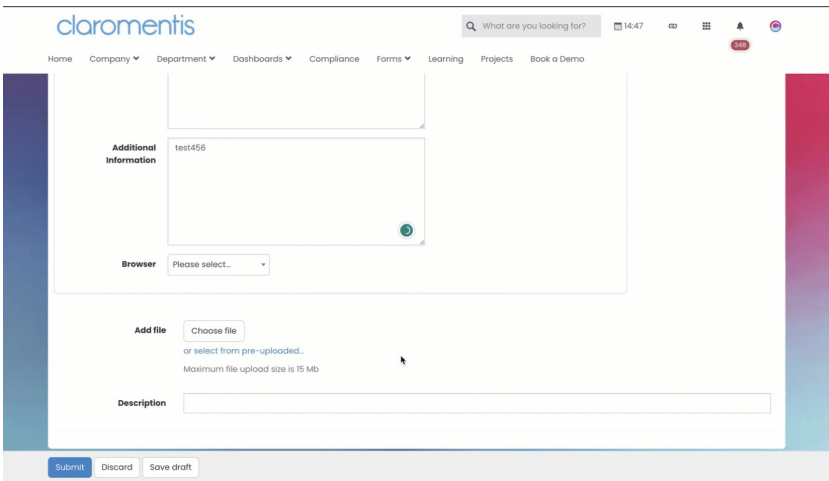 claromentis
What are you looking for?
14:47
348
Home Company Department Dashboards Compliance Forms Learning Projects Book a Demo
Additional Information
test456
Browser
Please select...
Add file
Choose file
or select from pre-uploaded...
Maximum file upload size is 15 Mb
Description
Submit Discard Save draft